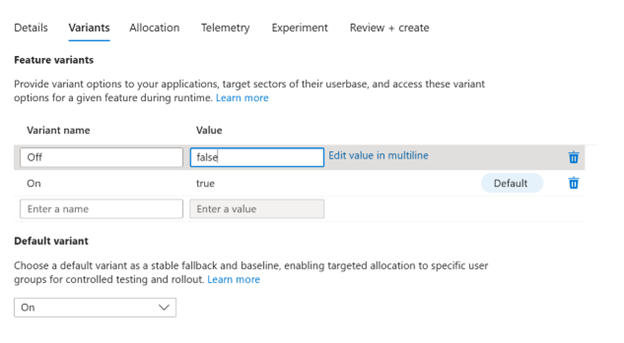 Details Variants Allocation Telemetry Experiment Review + create
Feature variants
Provide variant options to your applications, target sectors of their userbase, and access these variant
options for a given feature during runtime. Learn more
Variant name Value
Off false Edit value in multiline
On true Default
Enter a name Enter a value
Default variant
Choose a default variant as a stable fallback and baseline, enabling targeted allocation to specific user
groups for controlled testing and rollout. Learn more
On